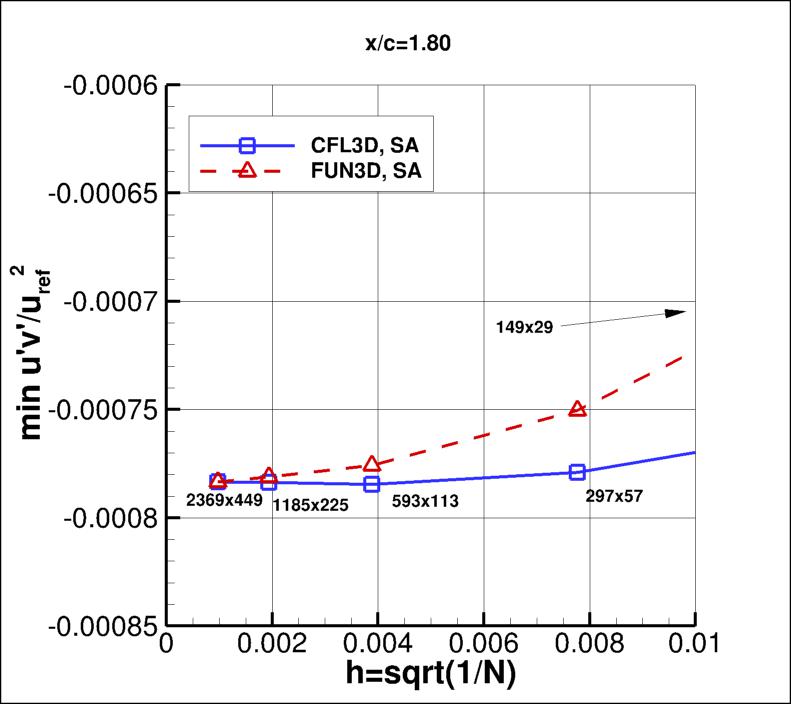 x/c=1.80
-0.0006
CFL3D, SA
FUN3D, SA
-0.00065
-0.0007
149x29
min u'v'/u_ref^2
-0.00075
2369x449
1185x225
593x113
297x57
-0.0008
-0.00085
0
0.002
0.004
0.006
0.008
0.01
h=sqrt(1/N)